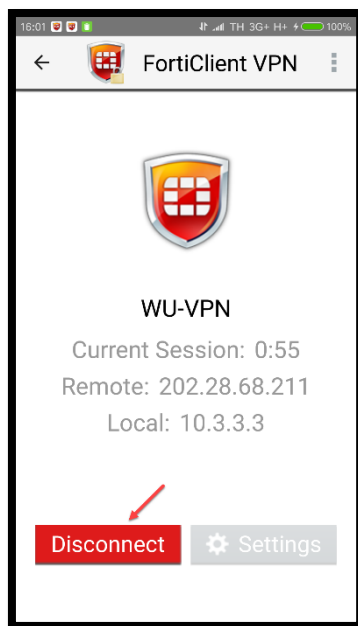 16:01 TH 3G+ H+ 100%
FortiClient VPN
WU-VPN
Current Session: 0:55
Remote: 202.28.68.211
Local: 10.3.3.3
Disconnect Settings